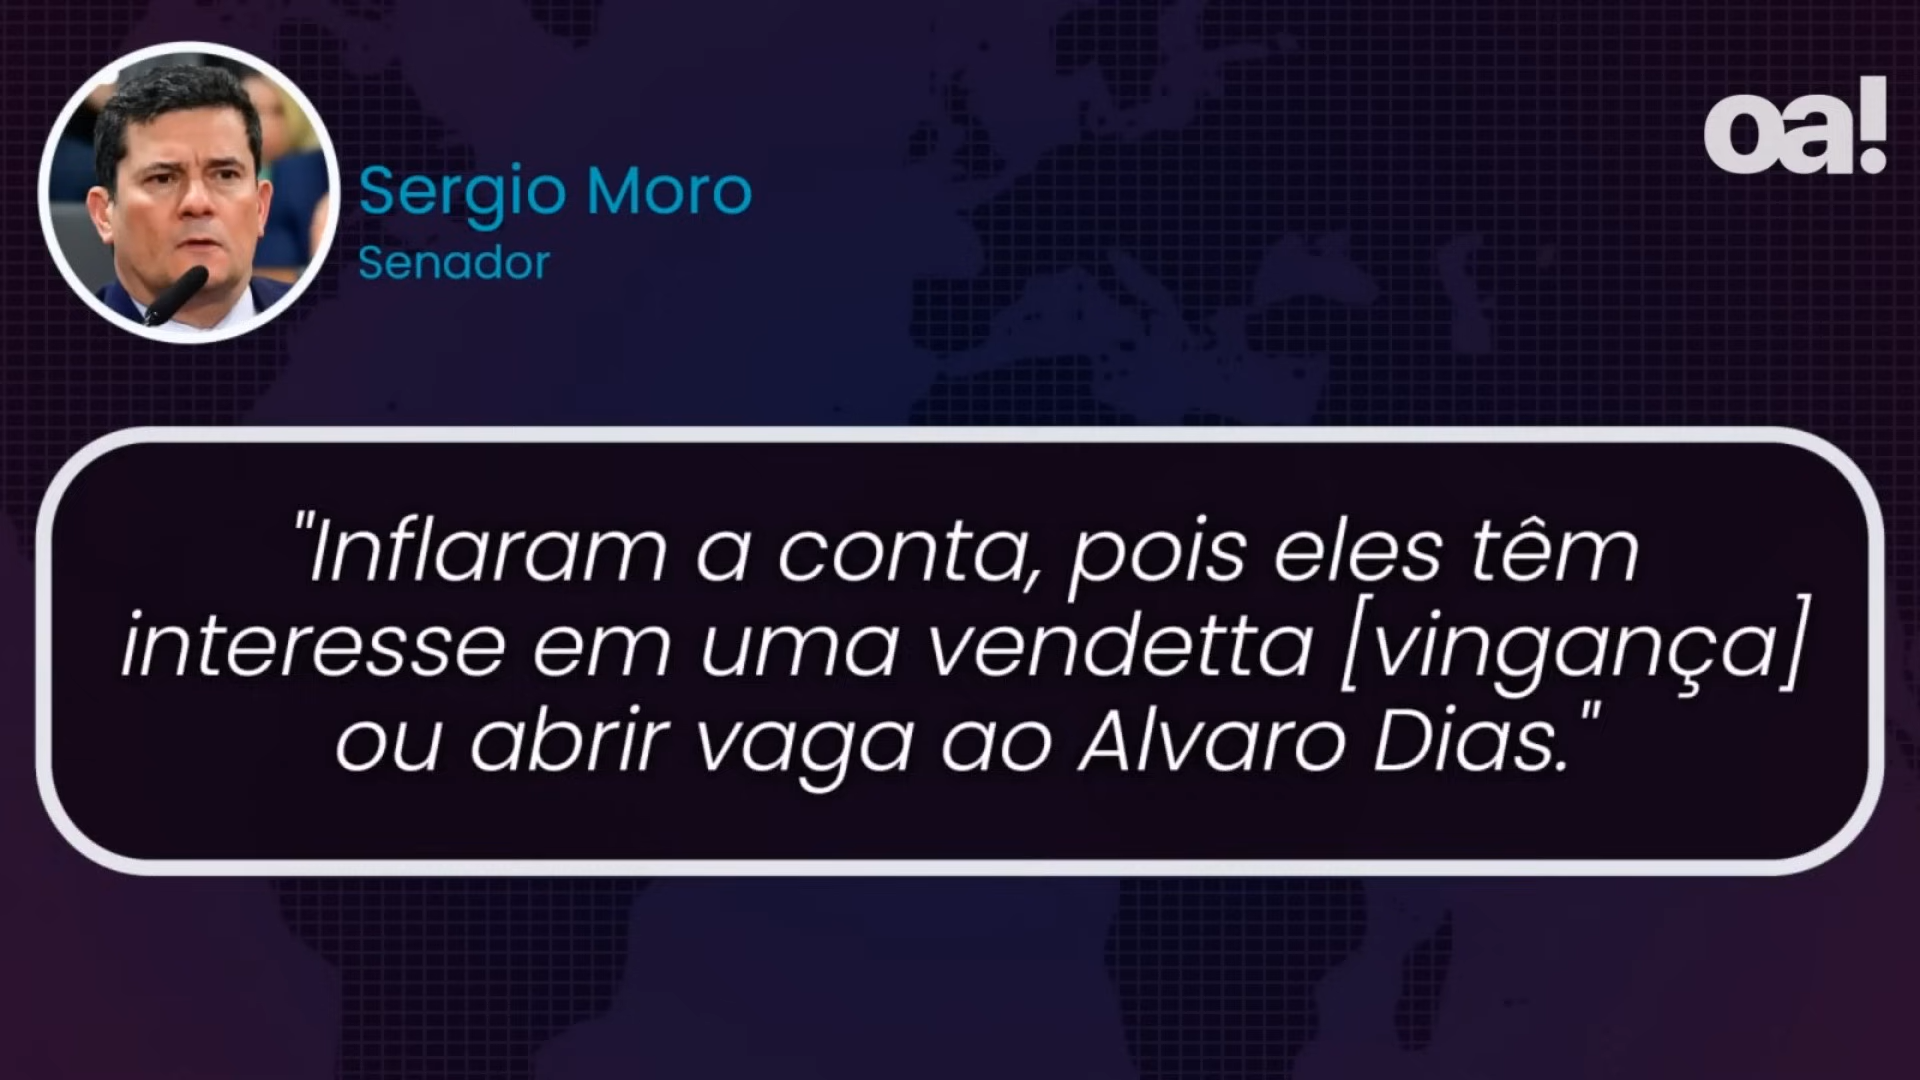 oa!
Sergio Moro
Senador
"Inflaram a conta, pois eles têm
interesse em uma vendetta [vingança]
ou abrir vaga ao Alvaro Dias."